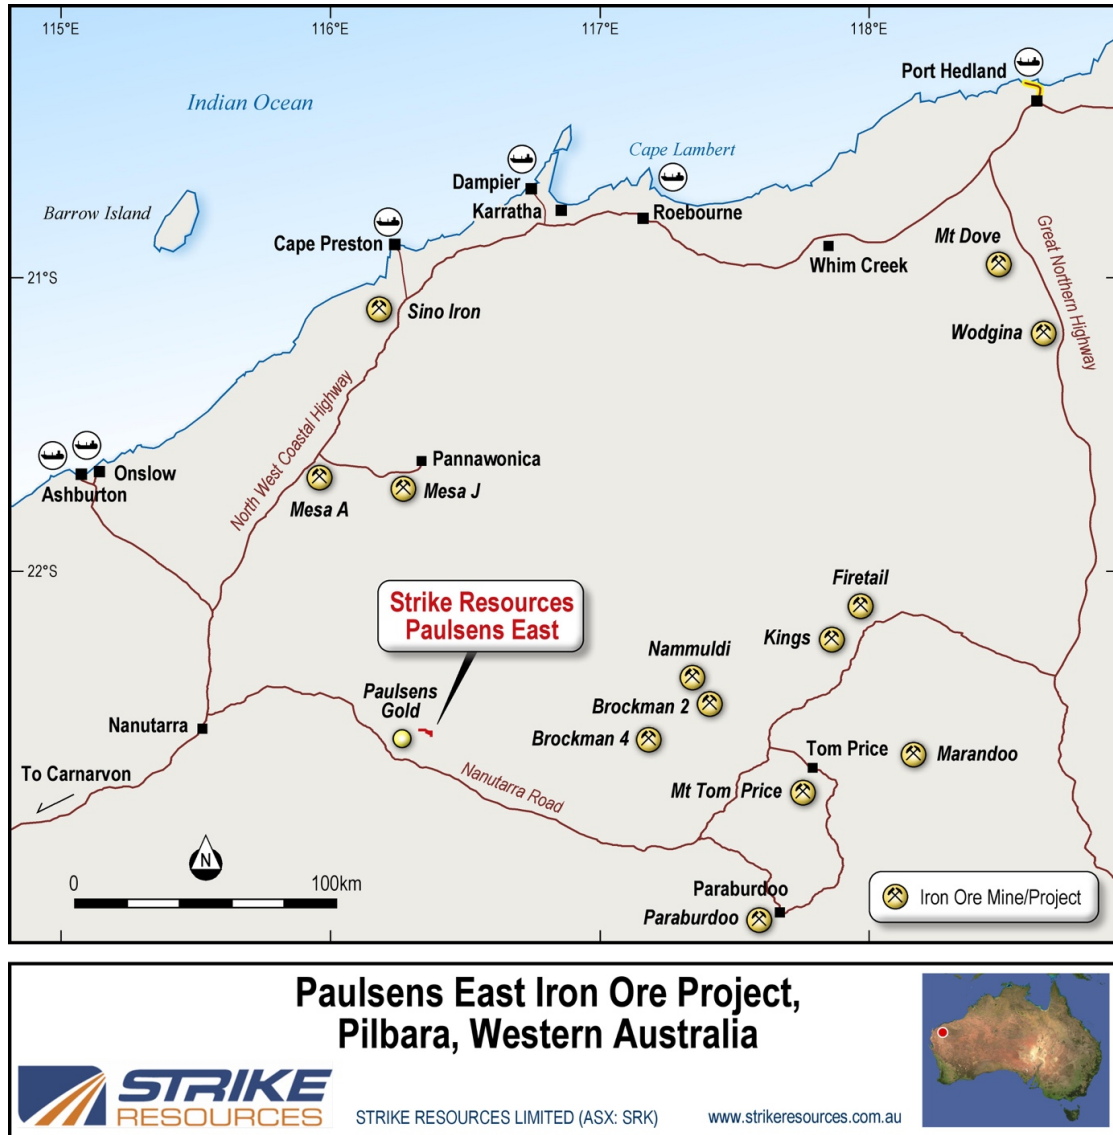 115°E
116°E
117°E
118°E
Port Hedland
Indian Ocean
Cape Lambert
Dampier
Karratha
Roebourne
Barrow Island
Cape Preston
Whim Creek
Mt Dove
21°S
Sino Iron
Wodgina
Great Northern Highway
North West Coastal Highway
Pannawonica
Onslow
Ashburton
Mesa A
Mesa J
22°S
Firetail
Strike Resources
Paulsens East
Kings
Nammuldi
Paulsens
Gold
Brockman 2
Nanutarra
Brockman 4
Tom Price
Marandoo
To Carnarvon
Nanutarra Road
Mt Tom Price
N
0
100km
Paraburdoo
Paraburdoo
Iron Ore Mine/Project
Paulsens East Iron Ore Project,
Pilbara, Western Australia
STRIKE
RESOURCES
STRIKE RESOURCES LIMITED (ASX: SRK)
www.strikeresources.com.au